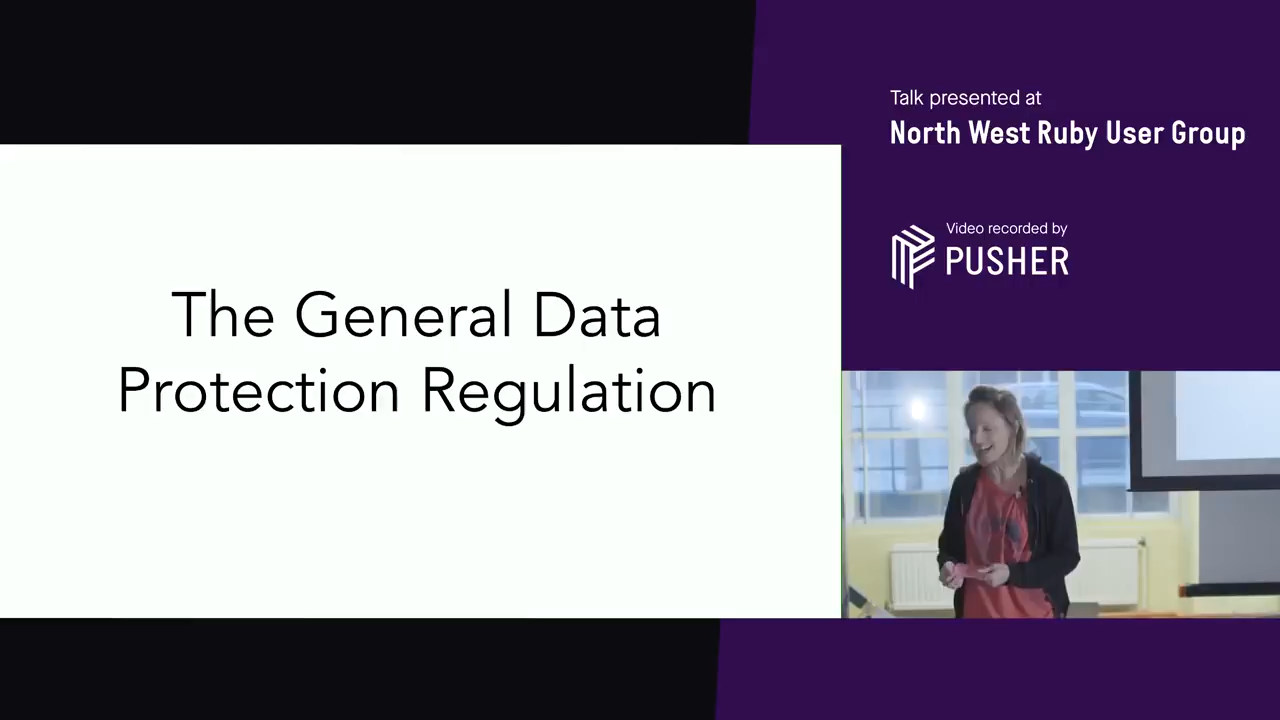 The General Data
Protection Regulation
Talk presented at
North West Ruby User Group
Video recorded by
PUSHER